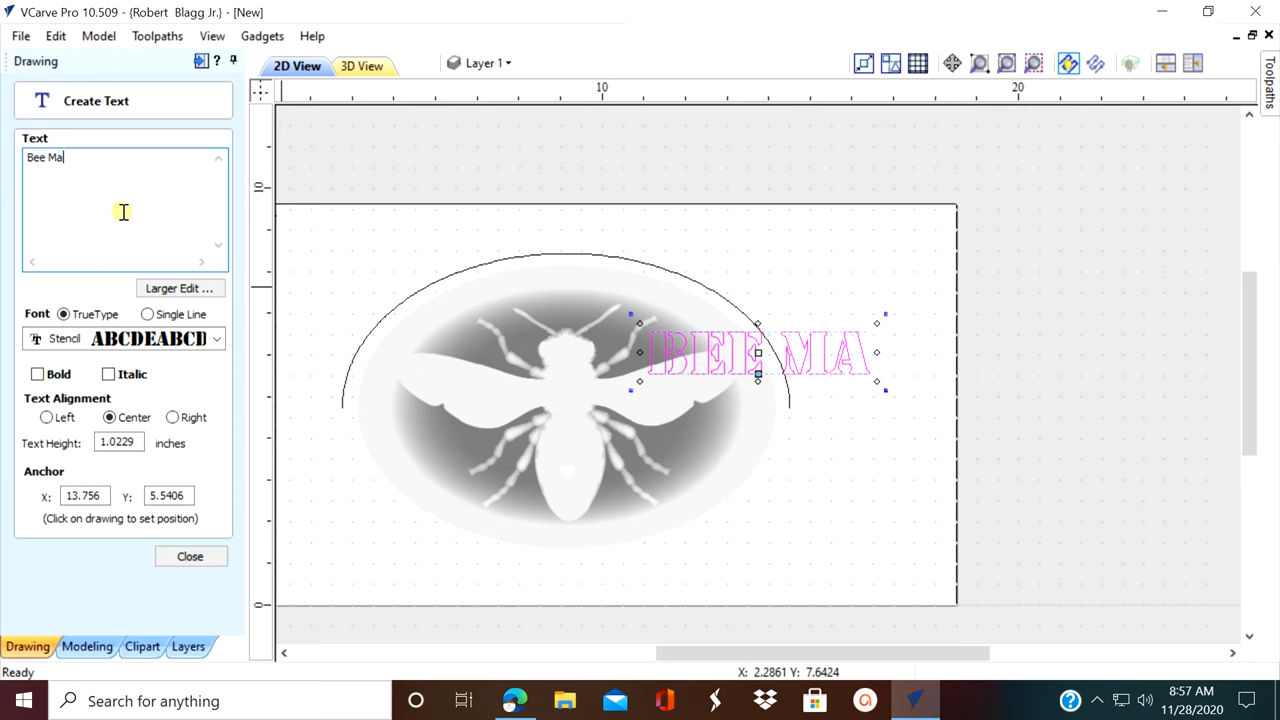 VCarve Pro 10.509 - {Robert Blagg Jr.} - [New]
File Edit Model Toolpaths View Gadgets Help
Drawing
2D View 3D View Layer 1
Toolpaths
Create Text
10 20
Text
Bee Ma
10
Larger Edit ...
Font TrueType Single Line
Stencil ABCDEABCD
BEE MA
Bold Italic
Text Alignment
Left Center Right
Text Height: 1.0229 inches
Anchor
X: 13.756 Y: 5.5406
(Click on drawing to set position)
Close
0
Drawing Modeling Clipart Layers
Ready X: 2.2861 Y: 7.6424
Search for anything
8:57 AM
11/28/2020